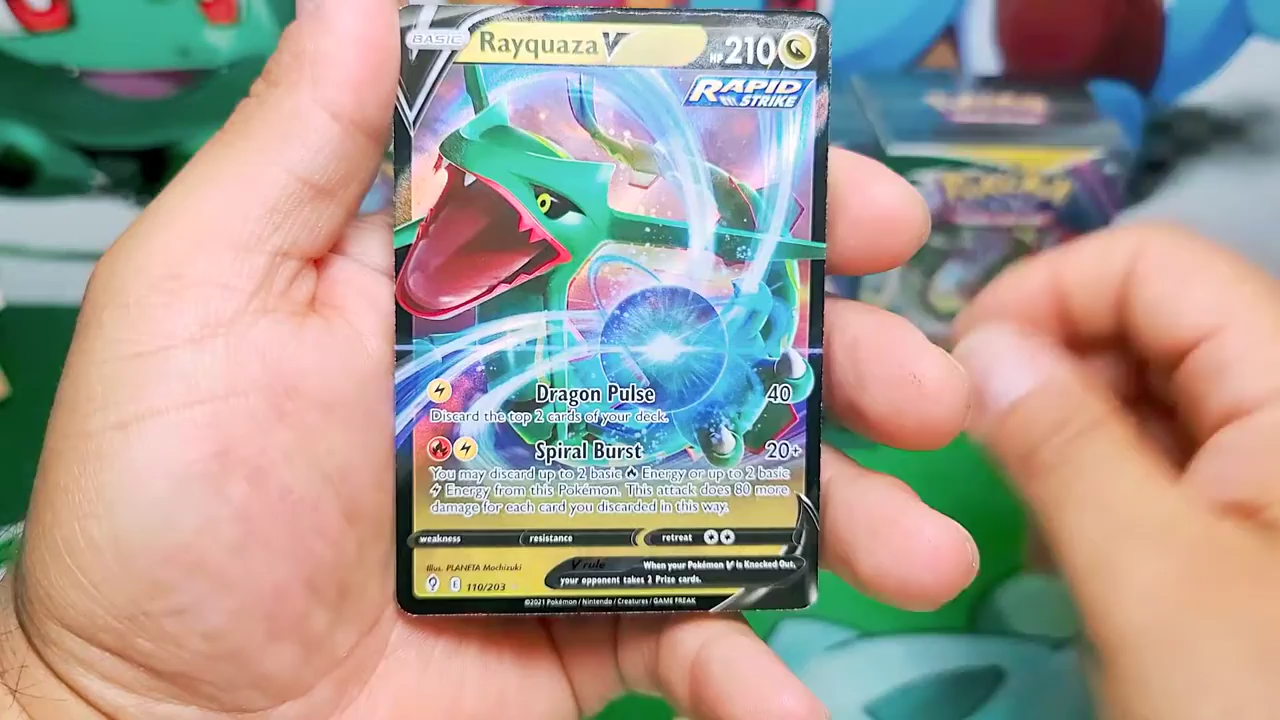 BASIC Rayquaza V HP 210
RAPID
STRIKE
Dragon Pulse 40
Discard the top 2 cards of your deck.
Spiral Burst 20+
You may discard up to 2 basic Energy or up to 2 basic
Energy from this Pokémon. This attack does 80 more
damage for each card you discarded in this way.
weakness resistance retreat
Illus. PLANETA Mochizuki
V rule When your Pokémon V is Knocked Out,
your opponent takes 2 Prize cards.
E 110/203
©2021 Pokémon / Nintendo / Creatures / GAME FREAK
POKÉMON